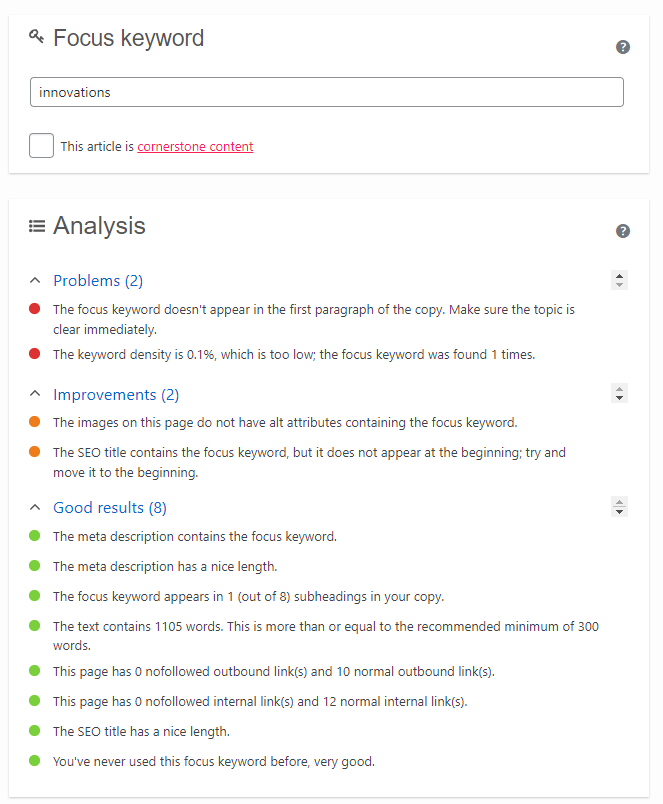 Focus keyword
?
innovations
This article is cornerstone content
Analysis
?
Problems (2)
The focus keyword doesn't appear in the first paragraph of the copy. Make sure the topic is
clear immediately.
The keyword density is 0.1%, which is too low; the focus keyword was found 1 times.
Improvements (2)
The images on this page do not have alt attributes containing the focus keyword.
The SEO title contains the focus keyword, but it does not appear at the beginning; try and
move it to the beginning.
Good results (8)
The meta description contains the focus keyword.
The meta description has a nice length.
The focus keyword appears in 1 (out of 8) subheadings in your copy.
The text contains 1105 words. This is more than or equal to the recommended minimum of 300
words.
This page has 0 nofollowed outbound link(s) and 10 normal outbound link(s).
This page has 0 nofollowed internal link(s) and 12 normal internal link(s).
The SEO title has a nice length.
You've never used this focus keyword before, very good.